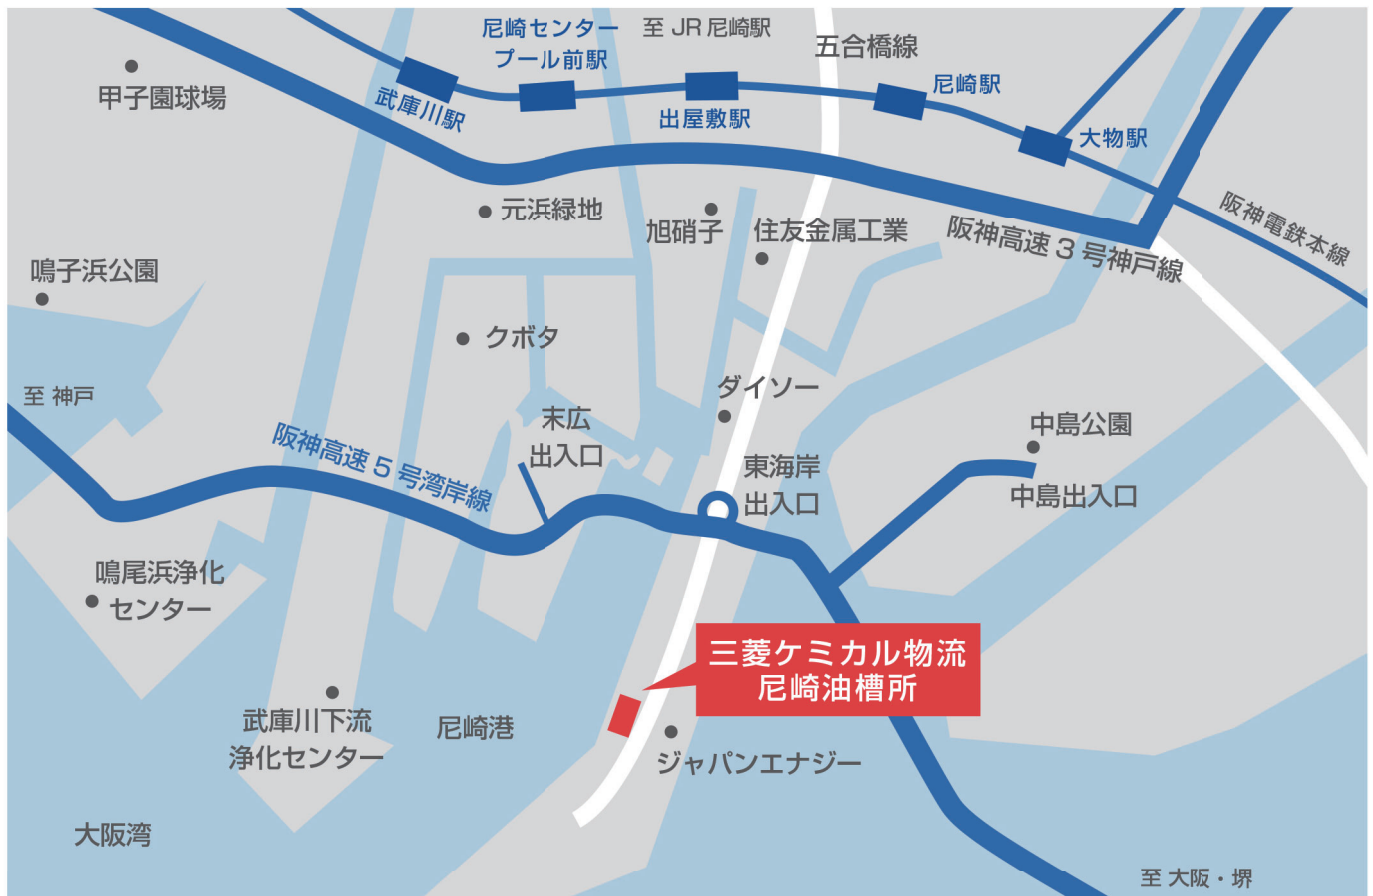 尼崎センター
プール前駅
至 JR 尼崎駅
五合橋線
甲子園球場
武庫川駅
出屋敷駅
尼崎駅
大物駅
元浜緑地
旭硝子
住友金属工業
阪神高速３号神戸線
阪神電鉄本線
鳴子浜公園
クボタ
至 神戸
ダイソー
末広
出入口
阪神高速５号湾岸線
東海岸
出入口
中島公園
中島出入口
鳴尾浜浄化
センター
三菱ケミカル物流
尼崎油槽所
武庫川下流
浄化センター
尼崎港
ジャパンエナジー
大阪湾
至 大阪・堺